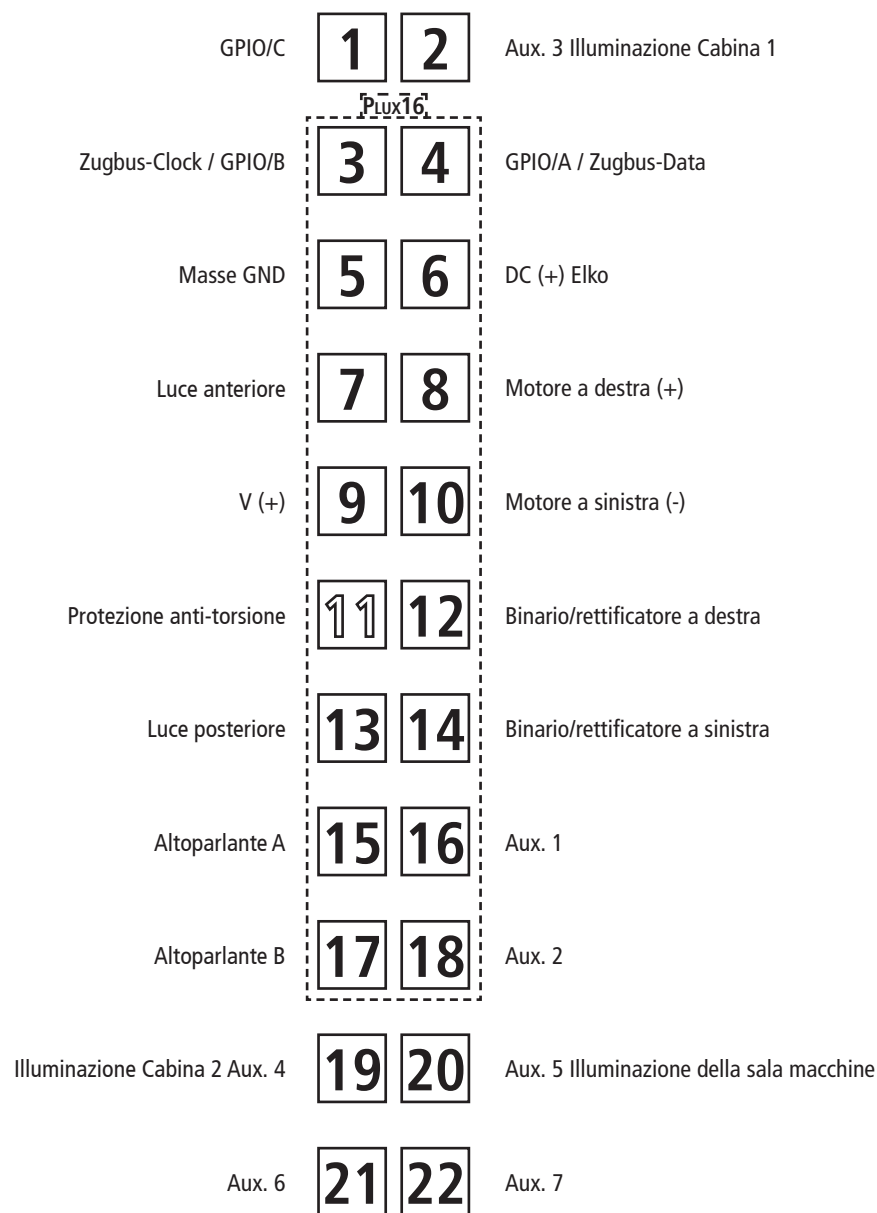 GPIO/C 1 2 Aux. 3 Illuminazione Cabina 1
PLUX16
Zugbus-Clock / GPIO/B 3 4 GPIO/A / Zugbus-Data
Masse GND 5 6 DC (+) Elko
Luce anteriore 7 8 Motore a destra (+)
V (+) 9 10 Motore a sinistra (-)
Protezione anti-torsione 11 12 Binario/rettificatore a destra
Luce posteriore 13 14 Binario/rettificatore a sinistra
Altoparlante A 15 16 Aux. 1
Altoparlante B 17 18 Aux. 2
Illuminazione Cabina 2 Aux. 4 19 20 Aux. 5 Illuminazione della sala macchine
Aux. 6 21 22 Aux. 7